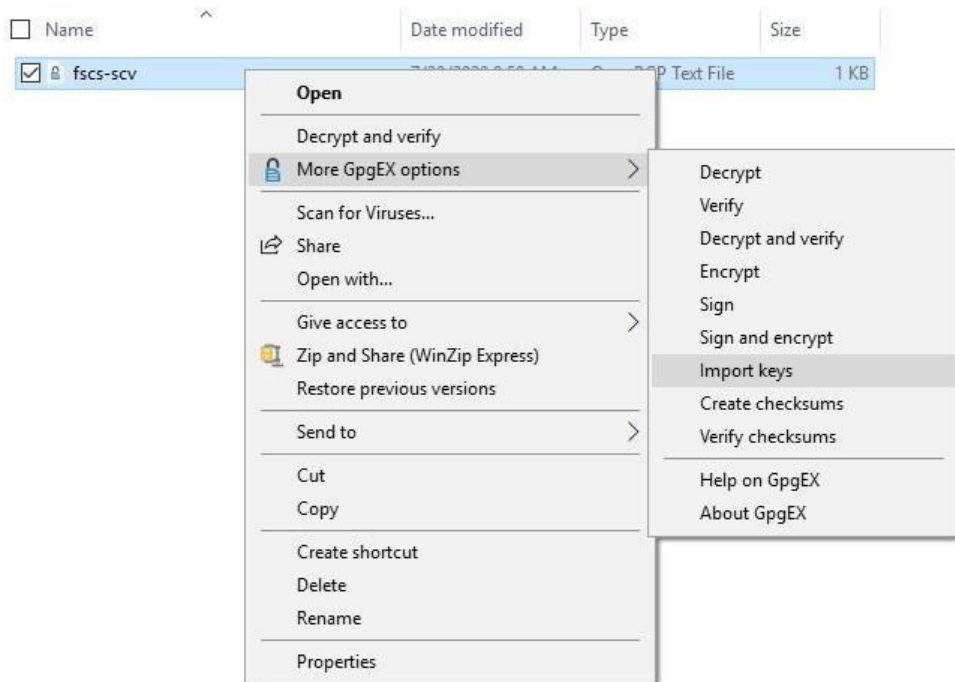 Name Date modified Type Size
fscs-scv PGP Text File 1 KB
Open
Decrypt and verify
More GpgEX options
Scan for Viruses...
Share
Open with...
Give access to
Zip and Share (WinZip Express)
Restore previous versions
Send to
Cut
Copy
Create shortcut
Delete
Rename
Properties
Decrypt
Verify
Decrypt and verify
Encrypt
Sign
Sign and encrypt
Import keys
Create checksums
Verify checksums
Help on GpgEX
About GpgEX